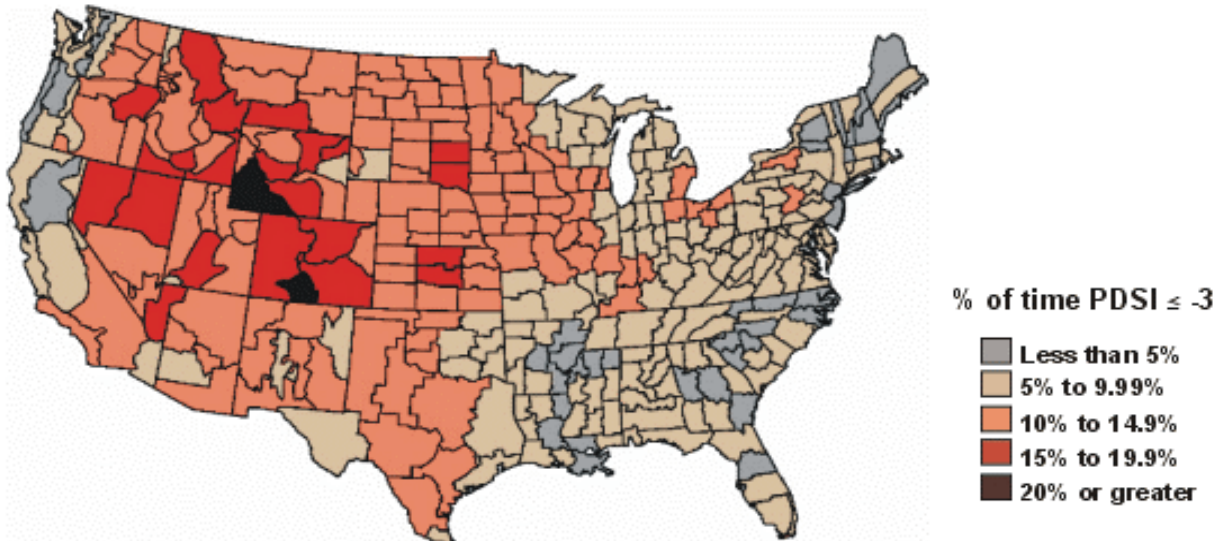 % of time PDSI ≤ -3
Less than 5%
5% to 9.99%
10% to 14.9%
15% to 19.9%
20% or greater